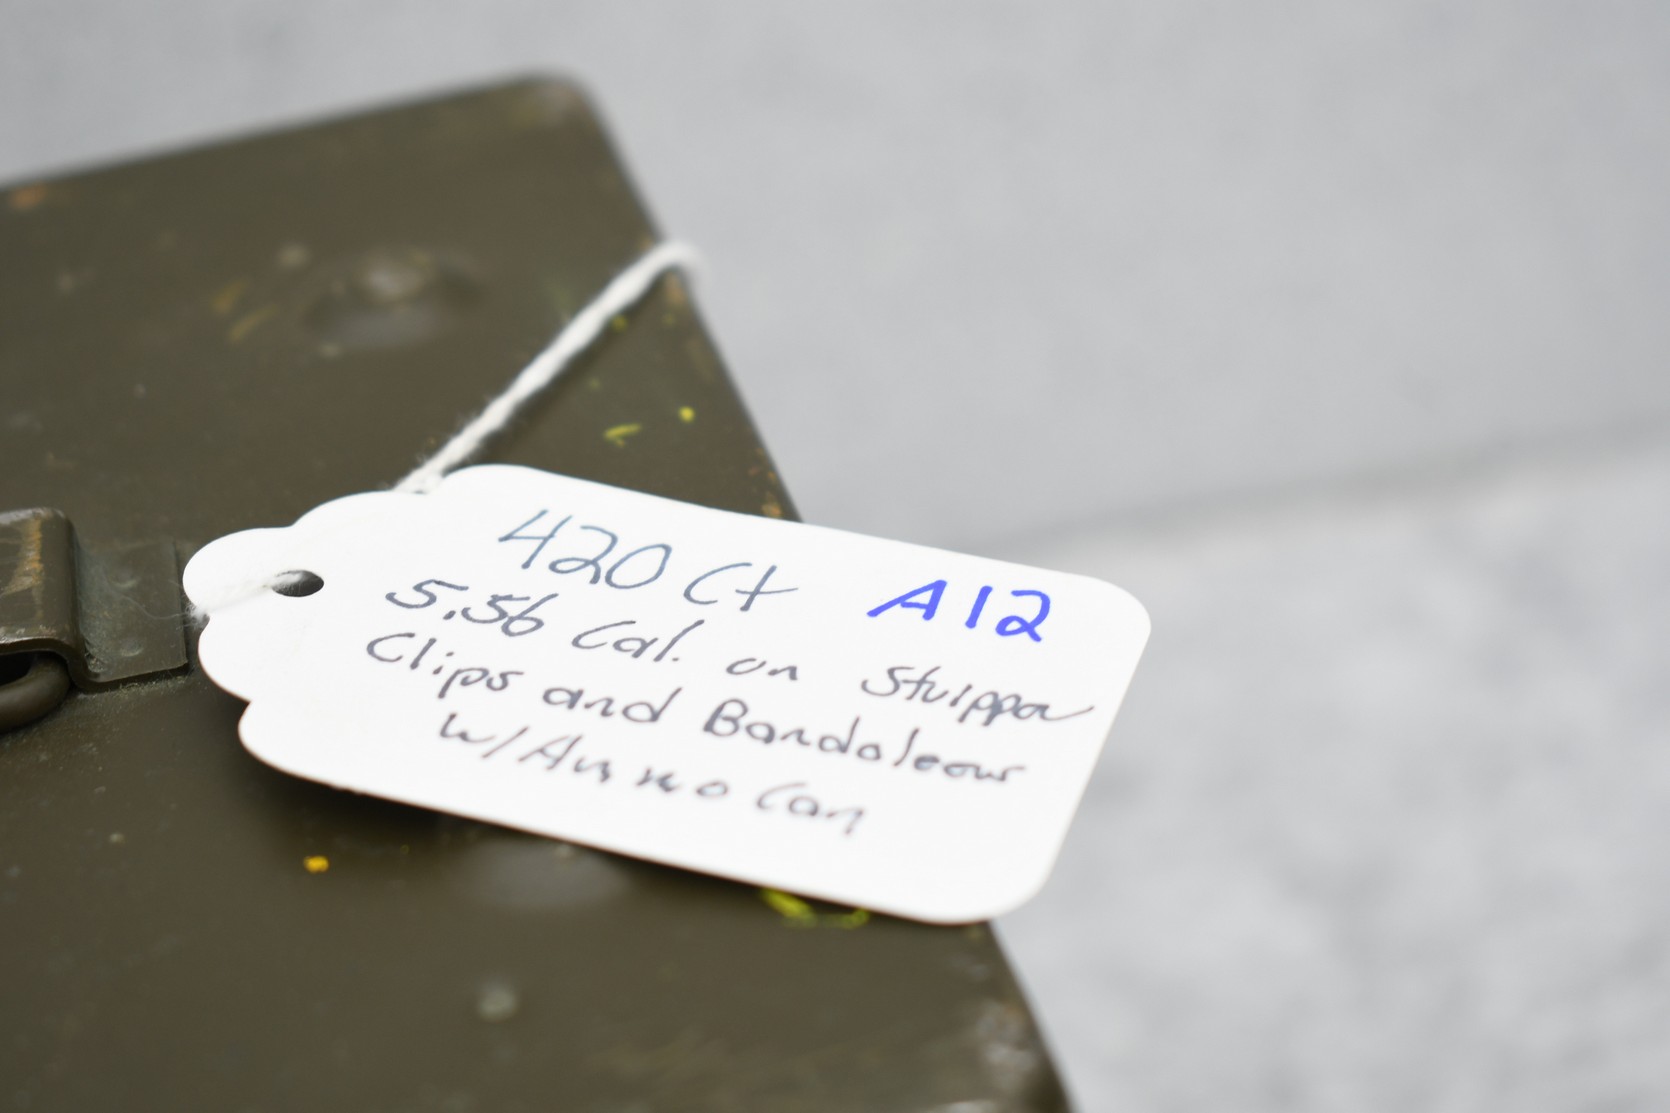 420 Ct A12
5.56 Cal. on Stripper
Clips and Bandoleer
w/Ammo Can